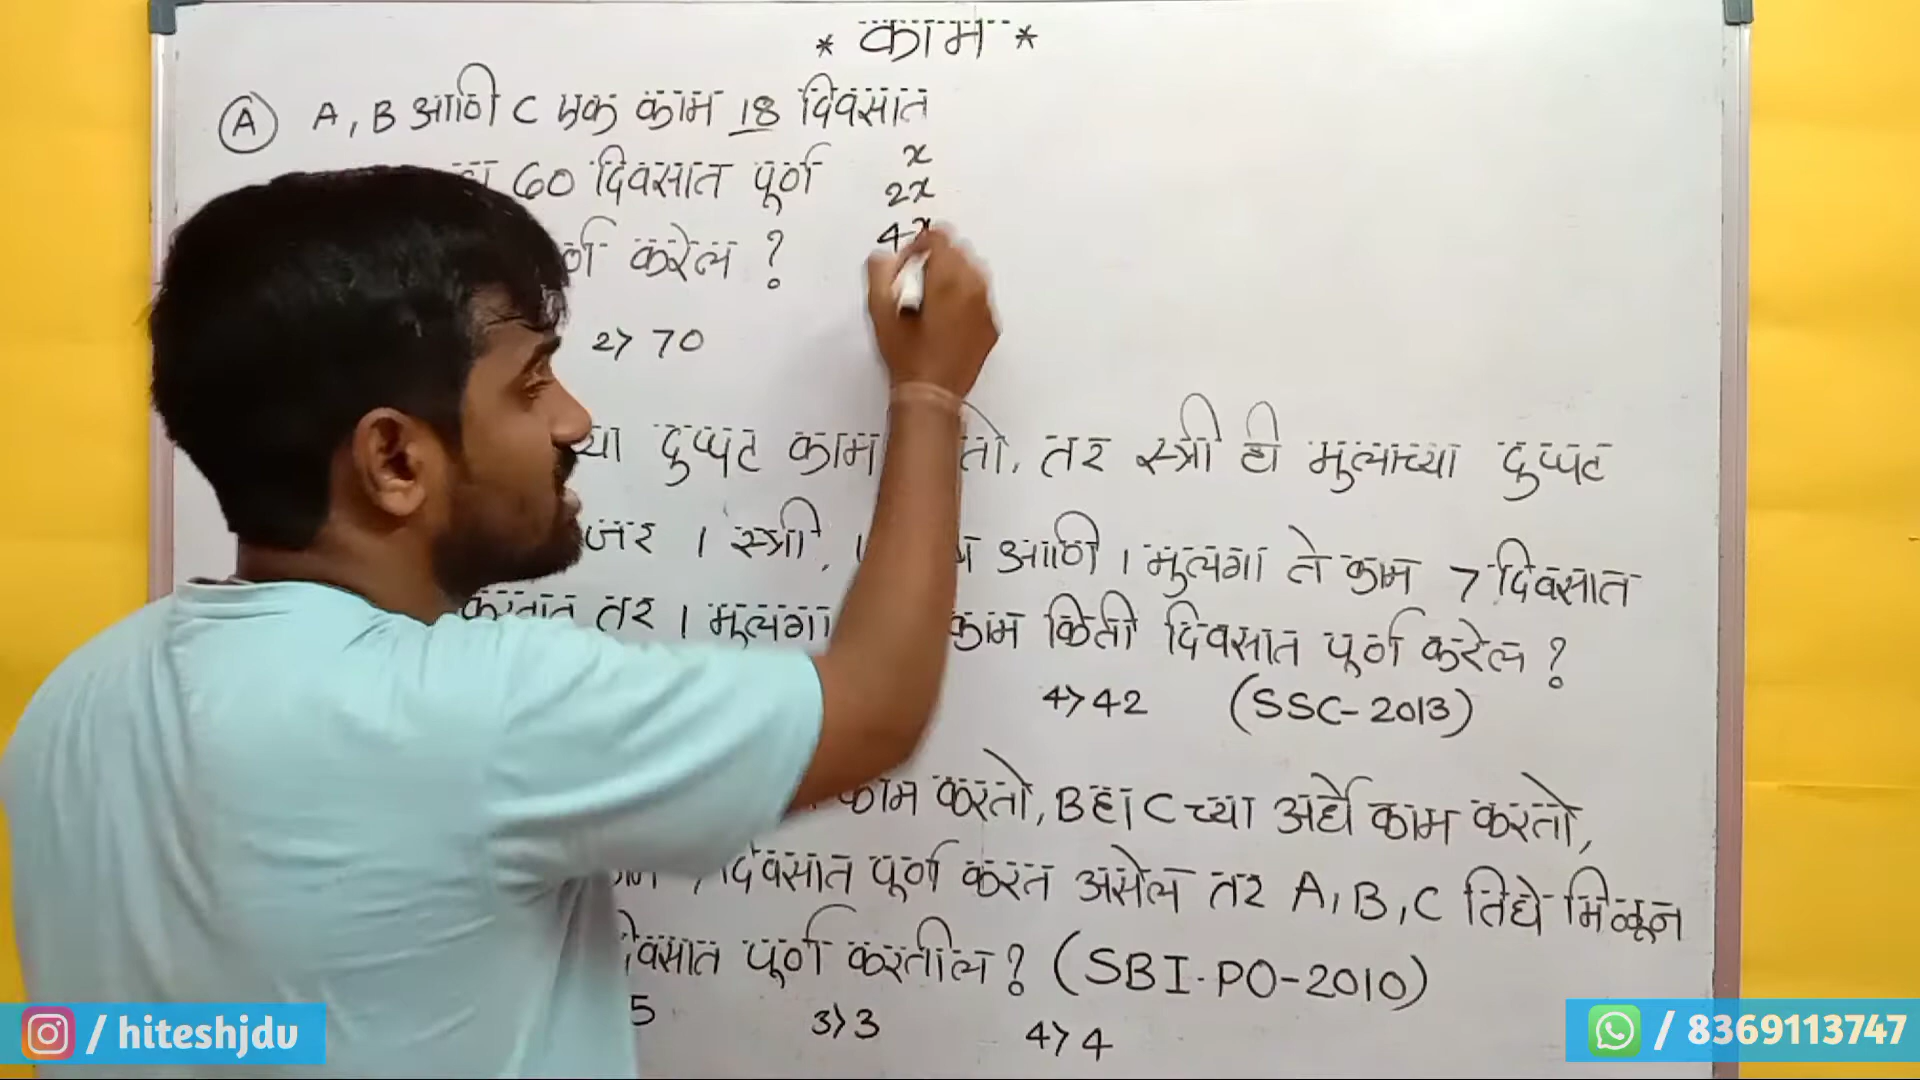 * काम *
A A, B आणि C एक काम 18 दिवसात
60 दिवसात पूर्ण
करेल ?
x
2x
4x
2> 70
दुप्पट काम तर स्त्री ही मुलाच्या दुप्पट
जर 1 स्त्री, आणि 1 मुलगा ते काम 7 दिवसात
तर 1 मुलगा काम किती दिवसात पूर्ण करेल ?
4> 42 (SSC-2013)
काम करतो, B हा C च्या अर्धे काम करतो,
दिवसात पूर्ण करत असेल तर A, B, C तिघे मिळून
पूर्ण करतील ? (SBI-PO-2010)
5 3> 3 4> 4
/ hiteshjdu
/ 8369113747